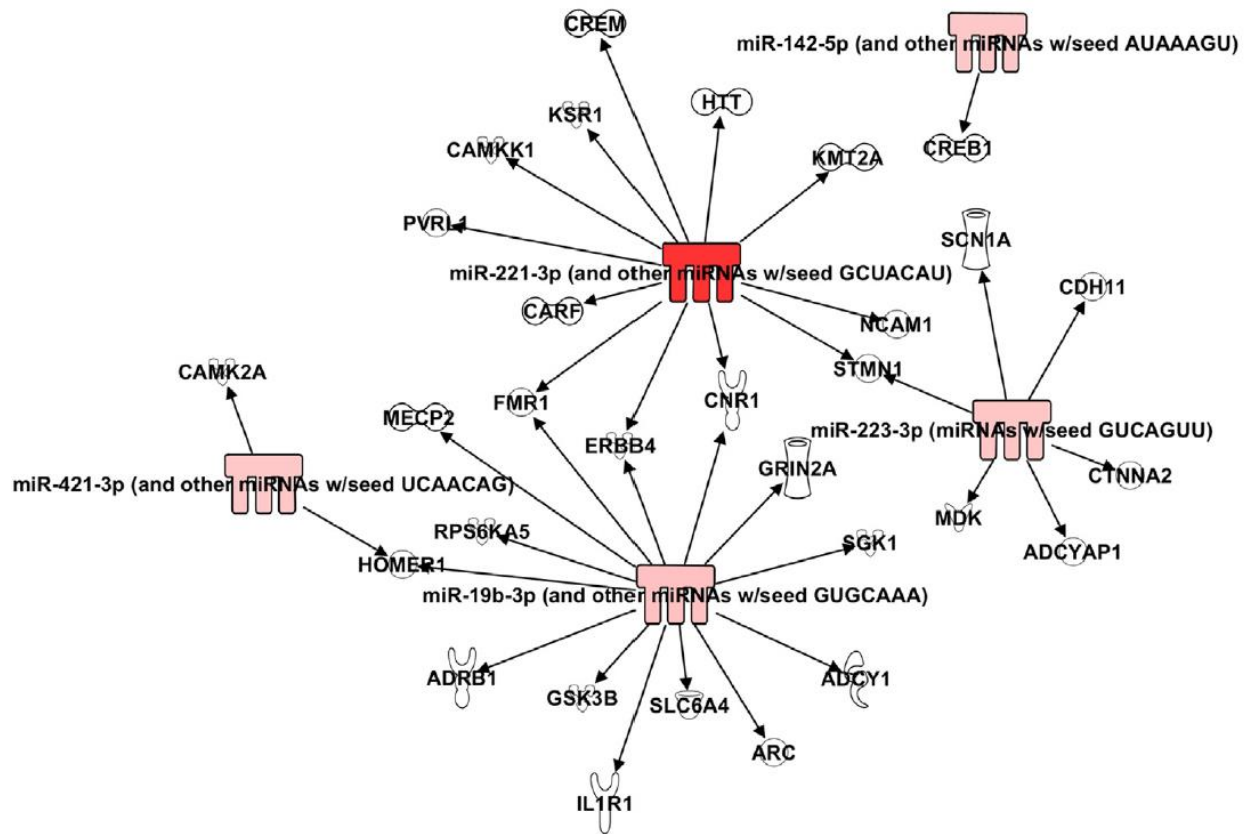 CREM
miR-142-5p (and other miRNAs w/seed AUAAAGU)
HTT
KSR1
CAMKK1
CREB1
KMT2A
PVRL1
SCN1A
miR-221-3p (and other miRNAs w/seed GCUACAU)
CDH11
CARF
NCAM1
CAMK2A
STMN1
FMR1
CNR1
MECP2
miR-223-3p (miRNAs w/seed GUCAGUU)
ERBB4
GRIN2A
CTNNA2
miR-421-3p (and other miRNAs w/seed UCAACAG)
MDK
RPS6KA5
SGK1
ADCYAP1
HOMER1
miR-19b-3p (and other miRNAs w/seed GUGCAAA)
ADRB1
ADCY1
GSK3B
SLC6A4
ARC
IL1R1